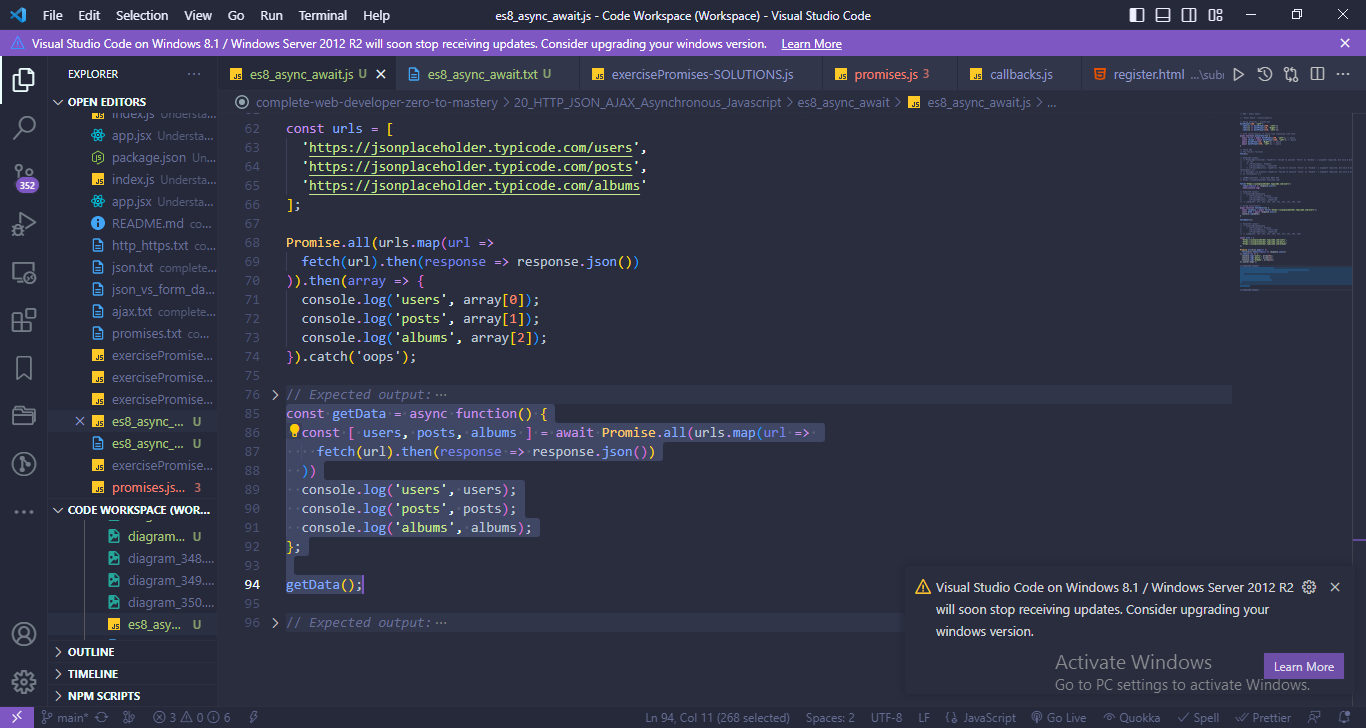 File Edit Selection View Go Run Terminal Help
es8_async_await.js - Code Workspace (Workspace) - Visual Studio Code
Visual Studio Code on Windows 8.1 / Windows Server 2012 R2 will soon stop receiving updates. Consider upgrading your windows version. Learn More
EXPLORER
es8_async_await.js U
es8_async_await.txt U
exercisePromises-SOLUTIONS.js
promises.js 3
callbacks.js
register.html ...\subm
OPEN EDITORS
index.js Understa...
app.jsx Understa...
package.json Un...
index.js Understa...
app.jsx Understa...
README.md co...
http_https.txt co...
json.txt complete...
json_vs_form_da...
ajax.txt complete...
promises.txt co...
exercisePromise...
exercisePromise...
exercisePromise...
es8_async_... U
es8_async_... U
exercisePromise...
promises.js... 3
CODE WORKSPACE (WOR...
diagram... U
diagram_348....
diagram_349....
diagram_350....
es8_asy... U
OUTLINE
TIMELINE
NPM SCRIPTS
352
complete-web-developer-zero-to-mastery > 20_HTTP_JSON_AJAX_Asynchronous_Javascript > es8_async_await > es8_async_await.js > ...
62 const urls = [
63 'https://jsonplaceholder.typicode.com/users',
64 'https://jsonplaceholder.typicode.com/posts',
65 'https://jsonplaceholder.typicode.com/albums'
66 ];
67
68 Promise.all(urls.map(url =>
69 fetch(url).then(response => response.json())
70 )).then(array => {
71 console.log('users', array[0]);
72 console.log('posts', array[1]);
73 console.log('albums', array[2]);
74 }).catch('oops');
75
76 // Expected output: ...
85 const getData = async function() {
86 const [ users, posts, albums ] = await Promise.all(urls.map(url =>
87 fetch(url).then(response => response.json())
88 ))
89 console.log('users', users);
90 console.log('posts', posts);
91 console.log('albums', albums);
92 };
93
94 getData();
95
96 // Expected output: ...
Visual Studio Code on Windows 8.1 / Windows Server 2012 R2
will soon stop receiving updates. Consider upgrading your
windows version.
Learn More
Activate Windows
Go to PC settings to activate Windows.
main* 3 0 6
Ln 94, Col 11 (268 selected) Spaces: 2 UTF-8 LF JavaScript Go Live Quokka Spell Prettier